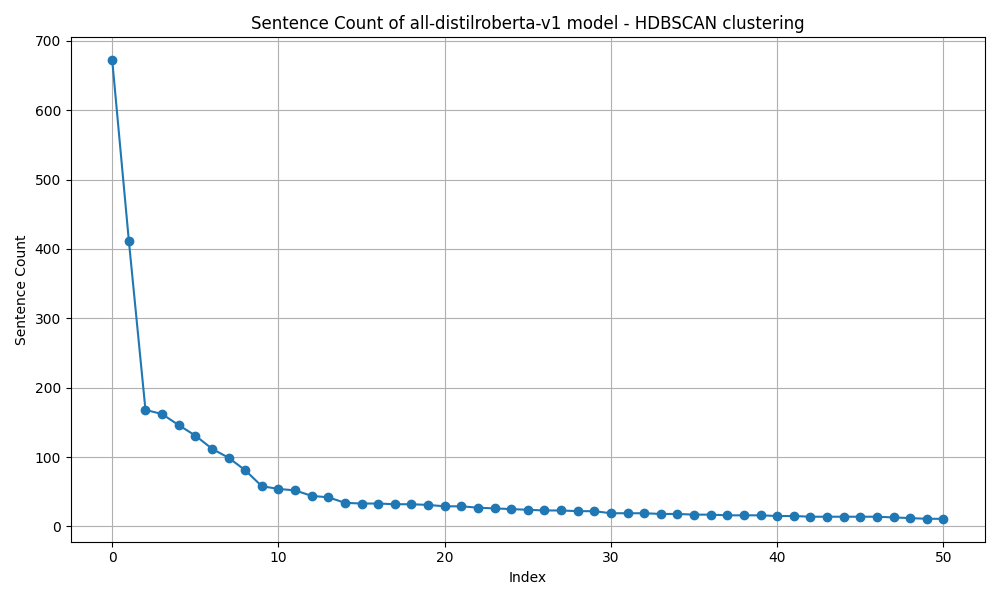 Sentence Count of all-distilroberta-v1 model - HDBSCAN clustering
700
600
500
400
300
200
100
0
Sentence Count
0 10 20 30 40 50
Index